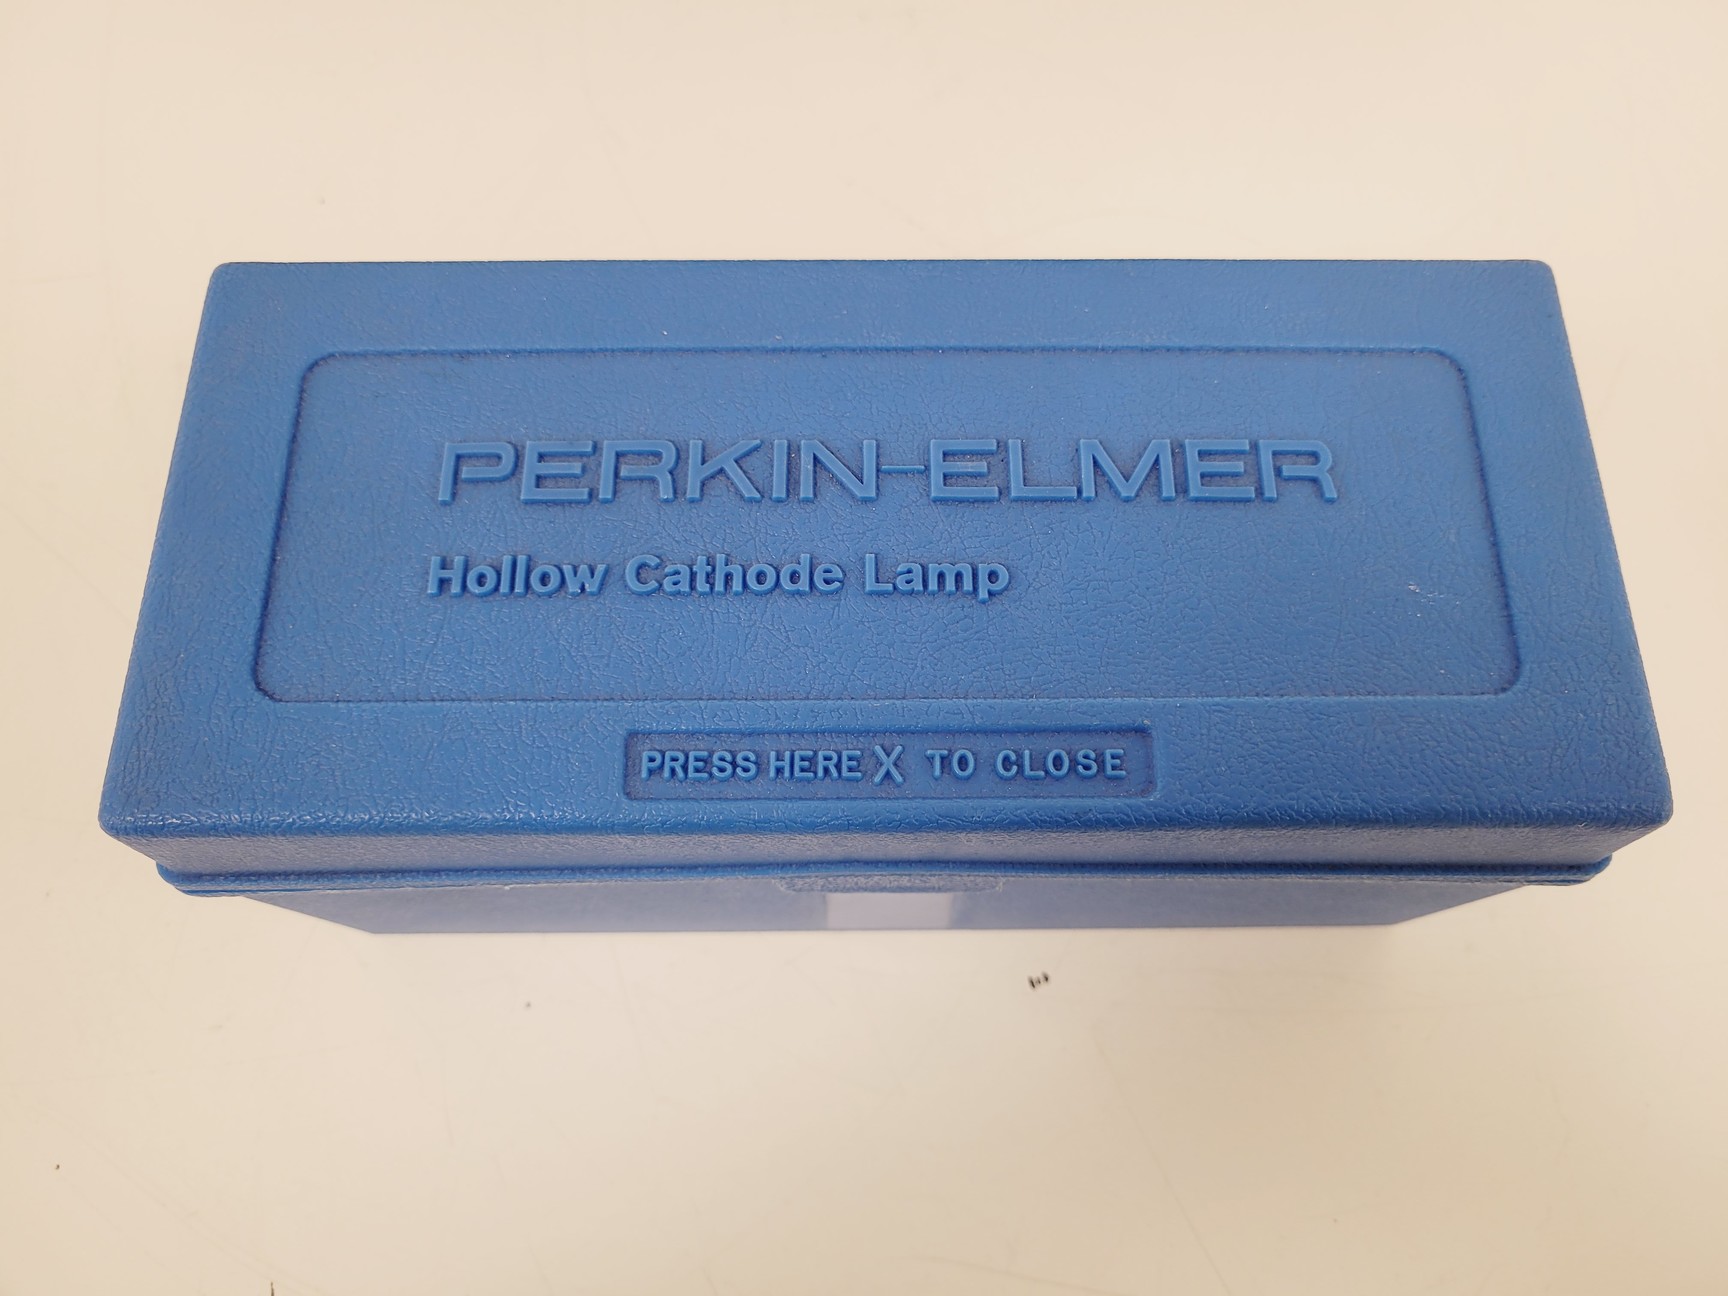 PERKIN-ELMER
Hollow Cathode Lamp
PRESS HERE X TO CLOSE